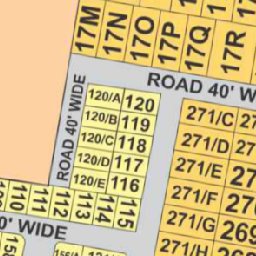 17M 17N 17O 17P 17Q 17R
ROAD 40' W
ROAD 40' WIDE
120/A 120
120/B 119
120/C 118
120/D 117
120/E 116
271/C
271/D
271/E
271/F
271/G 269
271/H
110 111 112 113 114 115
0' WIDE